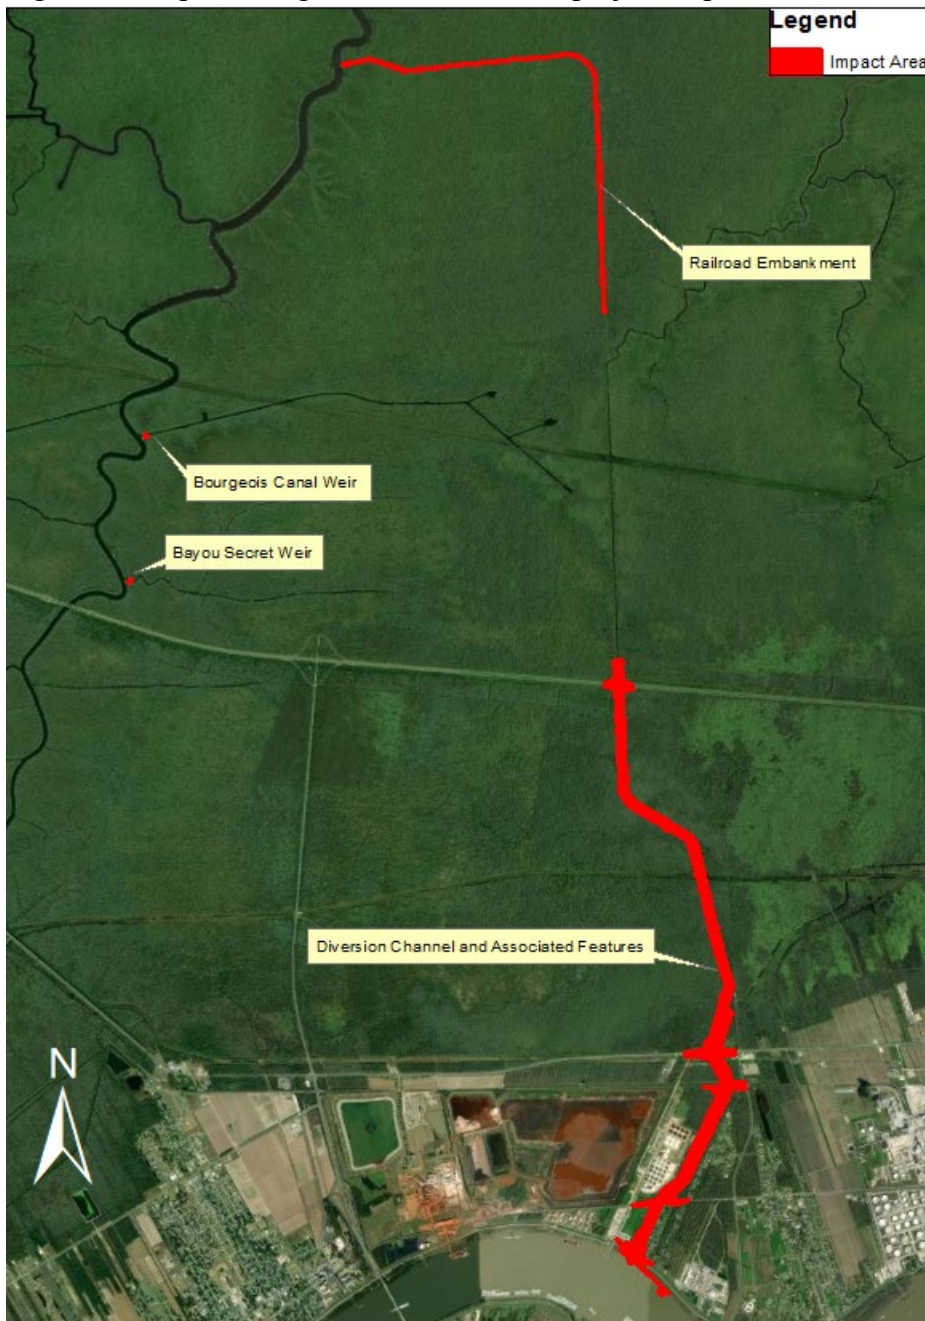 Legend
Impact Area
Railroad Embankment
Bourgeois Canal Weir
Bayou Secret Weir
Diversion Channel and Associated Features
N